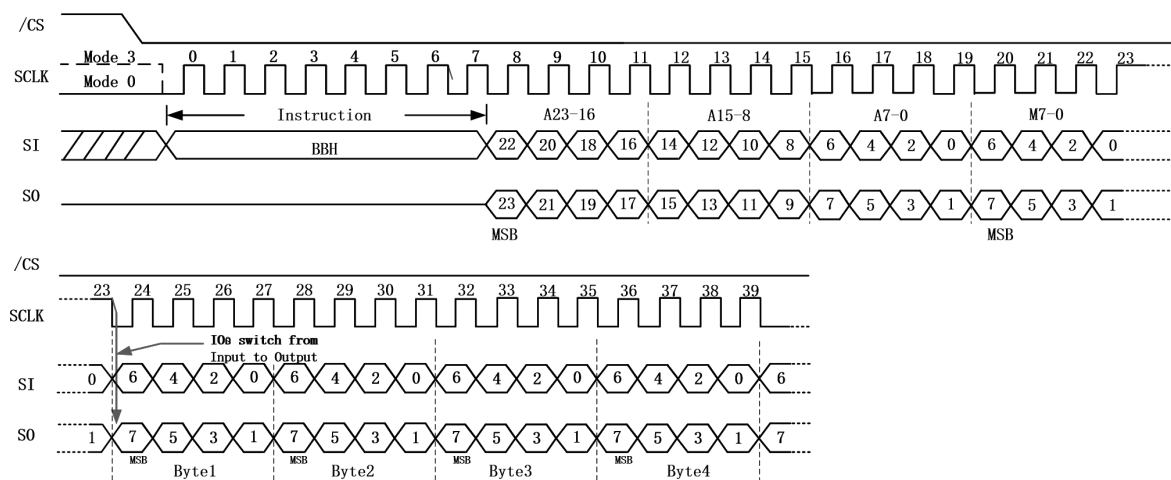 /CS
Mode 3 0 1 2 3 4 5 6 7 8 9 10 11 12 13 14 15 16 17 18 19 20 21 22 23
SCLK
Mode 0
Instruction A23-16 A15-8 A7-0 M7-0
SI BBH 22 20 18 16 14 12 10 8 6 4 2 0 6 4 2 0
SO 23 21 19 17 15 13 11 9 7 5 3 1 7 5 3 1
MSB MSB
/CS
23 24 25 26 27 28 29 30 31 32 33 34 35 36 37 38 39
SCLK
IOs switch from
Input to Output
SI 0 6 4 2 0 6 4 2 0 6 4 2 0 6 4 2 0 6
SO 1 7 5 3 1 7 5 3 1 7 5 3 1 7 5 3 1 7
MSB MSB MSB MSB
Byte1 Byte2 Byte3 Byte4